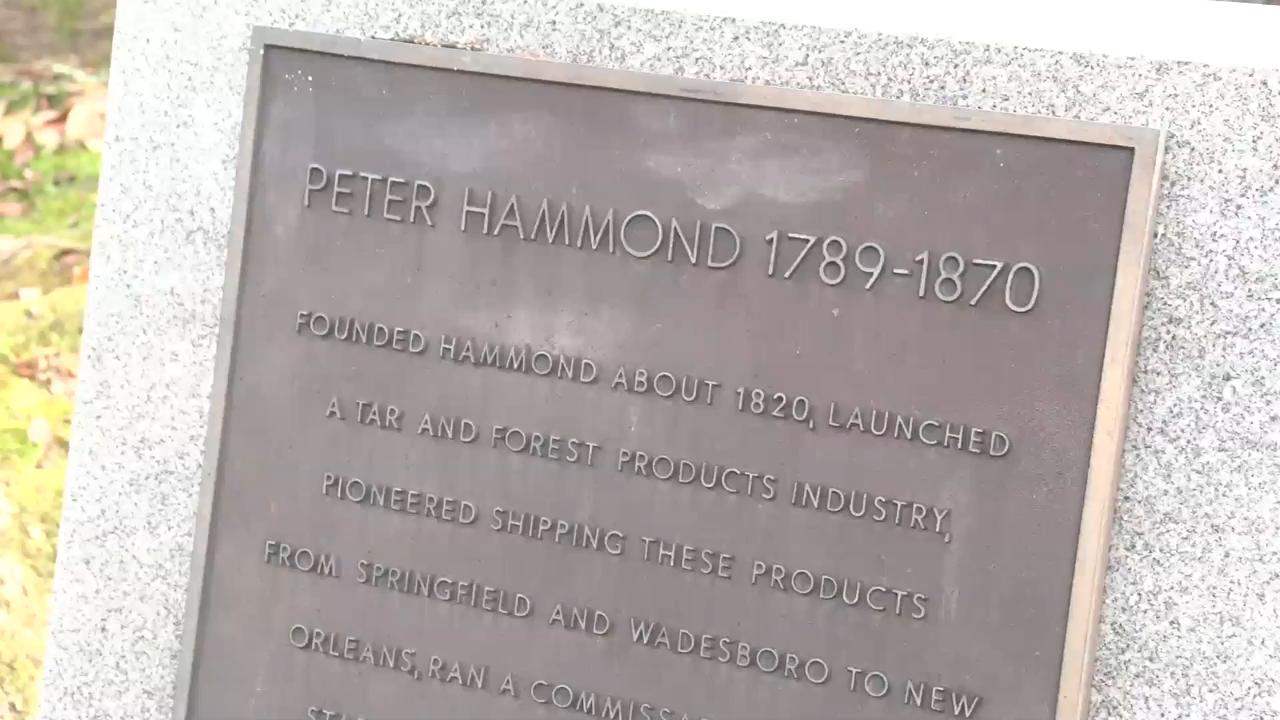 PETER HAMMOND 1789-1870
FOUNDED HAMMOND ABOUT 1820, LAUNCHED
A TAR AND FOREST PRODUCTS INDUSTRY,
PIONEERED SHIPPING THESE PRODUCTS
FROM SPRINGFIELD AND WADESBORO TO NEW
ORLEANS, RAN A